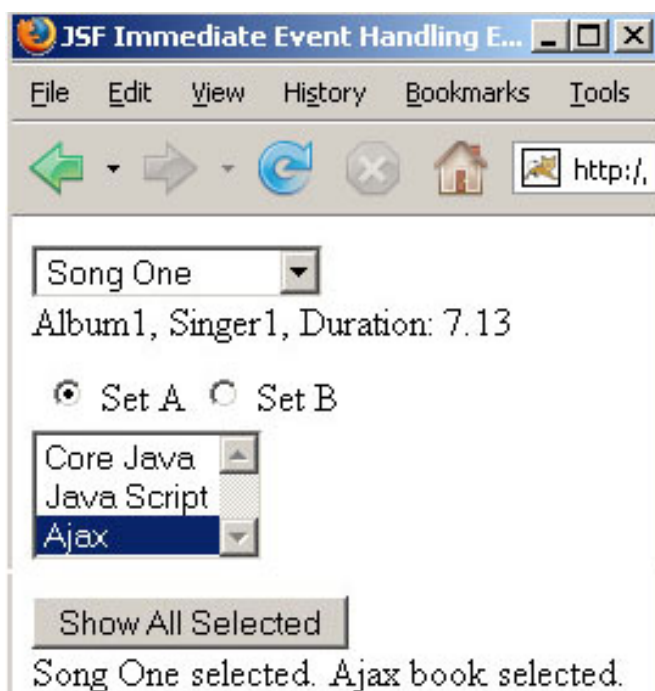 JSF Immediate Event Handling E...
File Edit View History Bookmarks Tools
http:/,
Song One
Album1, Singer1, Duration: 7.13
Set A Set B
Core Java
Java Script
Ajax
Show All Selected
Song One selected. Ajax book selected.